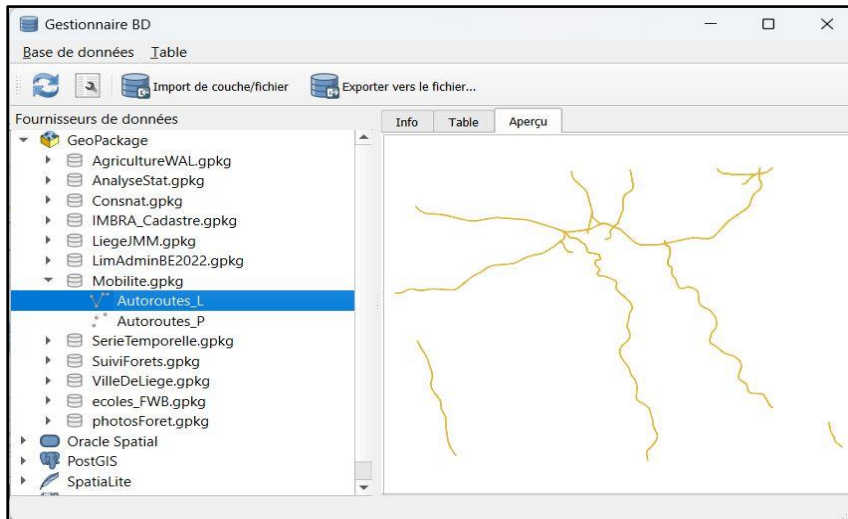 Gestionnaire BD
Base de données Table
Import de couche/fichier Exporter vers le fichier...
Fournisseurs de données
Info Table Aperçu
GeoPackage
AgricultureWAL.gpkg
AnalyseStat.gpkg
Consnat.gpkg
IMBRA_Cadastre.gpkg
LiegeJMM.gpkg
LimAdminBE2022.gpkg
Mobilite.gpkg
Autoroutes_L
Autoroutes_P
SerieTemporelle.gpkg
SuiviForets.gpkg
VilleDeLiege.gpkg
ecoles_FWB.gpkg
photosForet.gpkg
Oracle Spatial
PostGIS
SpatiaLite